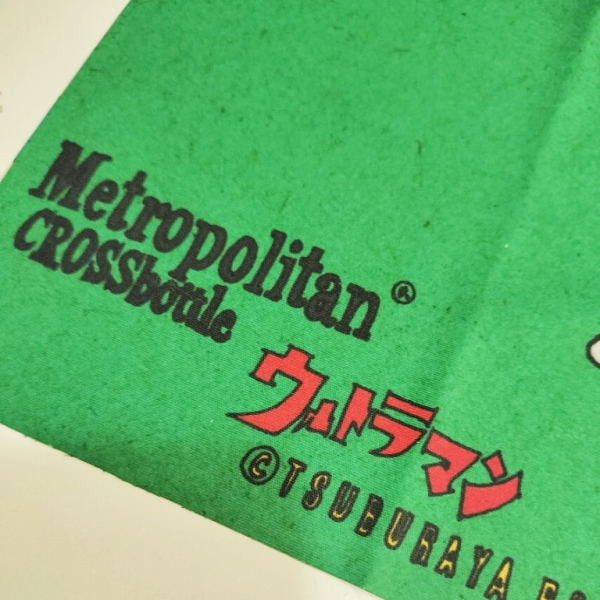 Metropolitan®
CROSSbottle
ウルトラマン
©TSUBURAYA